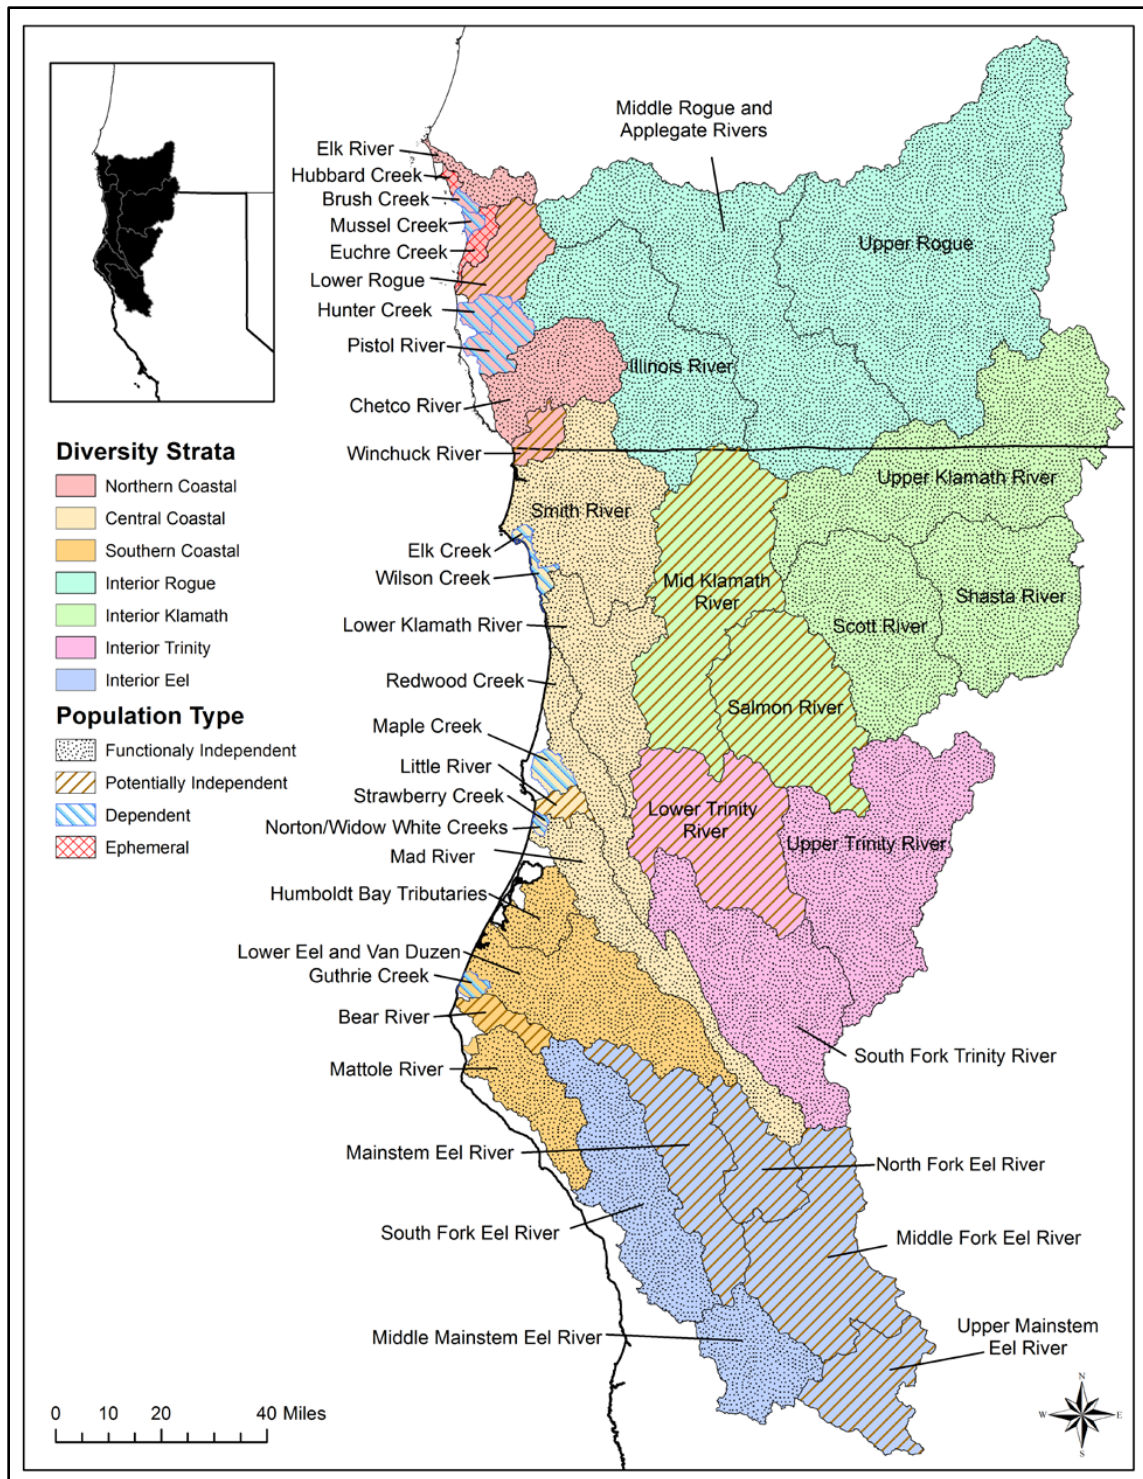 Middle Rogue and
Applegate Rivers
Elk River
Hubbard Creek
Brush Creek
Mussel Creek
Euchre Creek
Lower Rogue
Hunter Creek
Pistol River
Chetco River
Winchuck River
Upper Rogue
Illinois River
Upper Klamath River
Smith River
Elk Creek
Wilson Creek
Mid Klamath
River
Shasta River
Scott River
Lower Klamath River
Redwood Creek
Salmon River
Maple Creek
Little River
Strawberry Creek
Norton/Widow White Creeks
Mad River
Lower Trinity
River
Upper Trinity River
Humboldt Bay Tributaries
Lower Eel and Van Duzen
Guthrie Creek
Bear River
Mattole River
South Fork Trinity River
Mainstem Eel River
North Fork Eel River
South Fork Eel River
Middle Fork Eel River
Middle Mainstem Eel River
Upper Mainstem
Eel River
Diversity Strata
Northern Coastal
Central Coastal
Southern Coastal
Interior Rogue
Interior Klamath
Interior Trinity
Interior Eel
Population Type
Functionaly Independent
Potentially Independent
Dependent
Ephemeral
0 10 20 40 Miles
N
W E
S